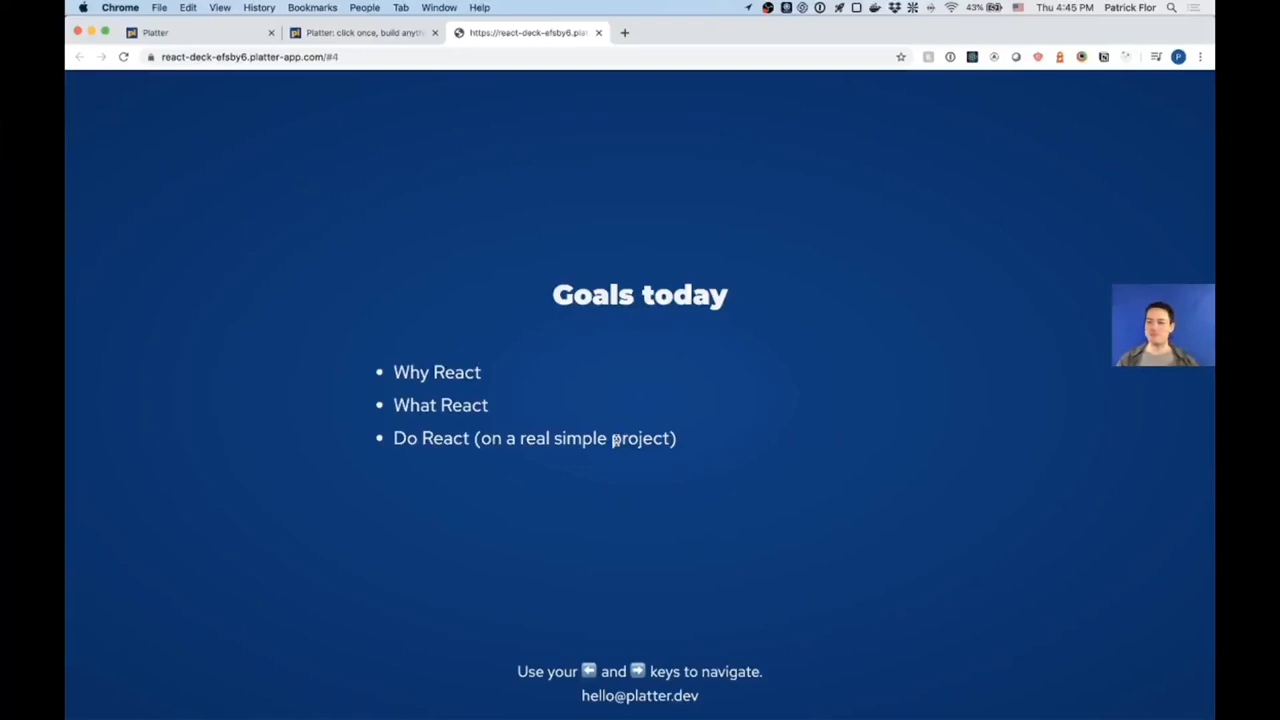 Chrome File Edit View History Bookmarks People Tab Window Help 43% Thu 4:45 PM Patrick Flor
Platter
Platter: click once, build anyth
https://react-deck-efsby6.plat
react-deck-efsby6.platter-app.com/#4
P
Goals today
• Why React
• What React
• Do React (on a real simple project)
Use your ⬅️ and ➡️ keys to navigate.
hello@platter.dev